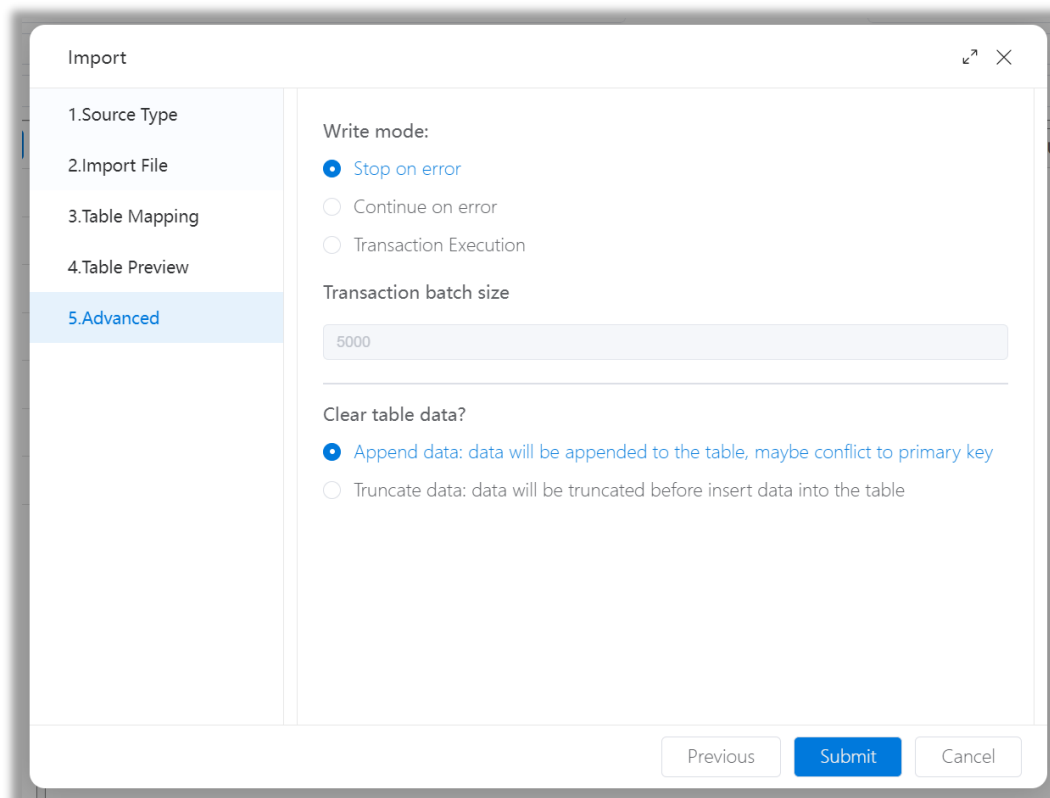 Import
1.Source Type
2.Import File
3.Table Mapping
4.Table Preview
5.Advanced
Write mode:
Stop on error
Continue on error
Transaction Execution
Transaction batch size
5000
Clear table data?
Append data: data will be appended to the table, maybe conflict to primary key
Truncate data: data will be truncated before insert data into the table
Previous
Submit
Cancel